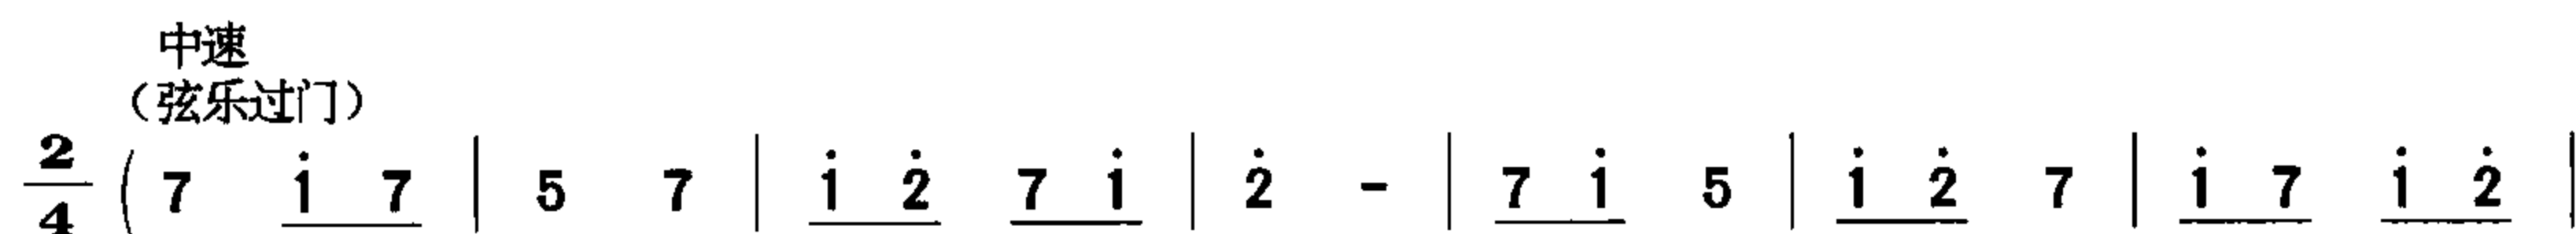 中速
（弦乐过门）
2/4 ( 7 i̇ 7 | 5 7 | i̇ 2̇ 7 i̇ | 2̇ - | 7 i̇ 5 | i̇ 2̇ 7 | i̇ 7 i̇ 2̇ |